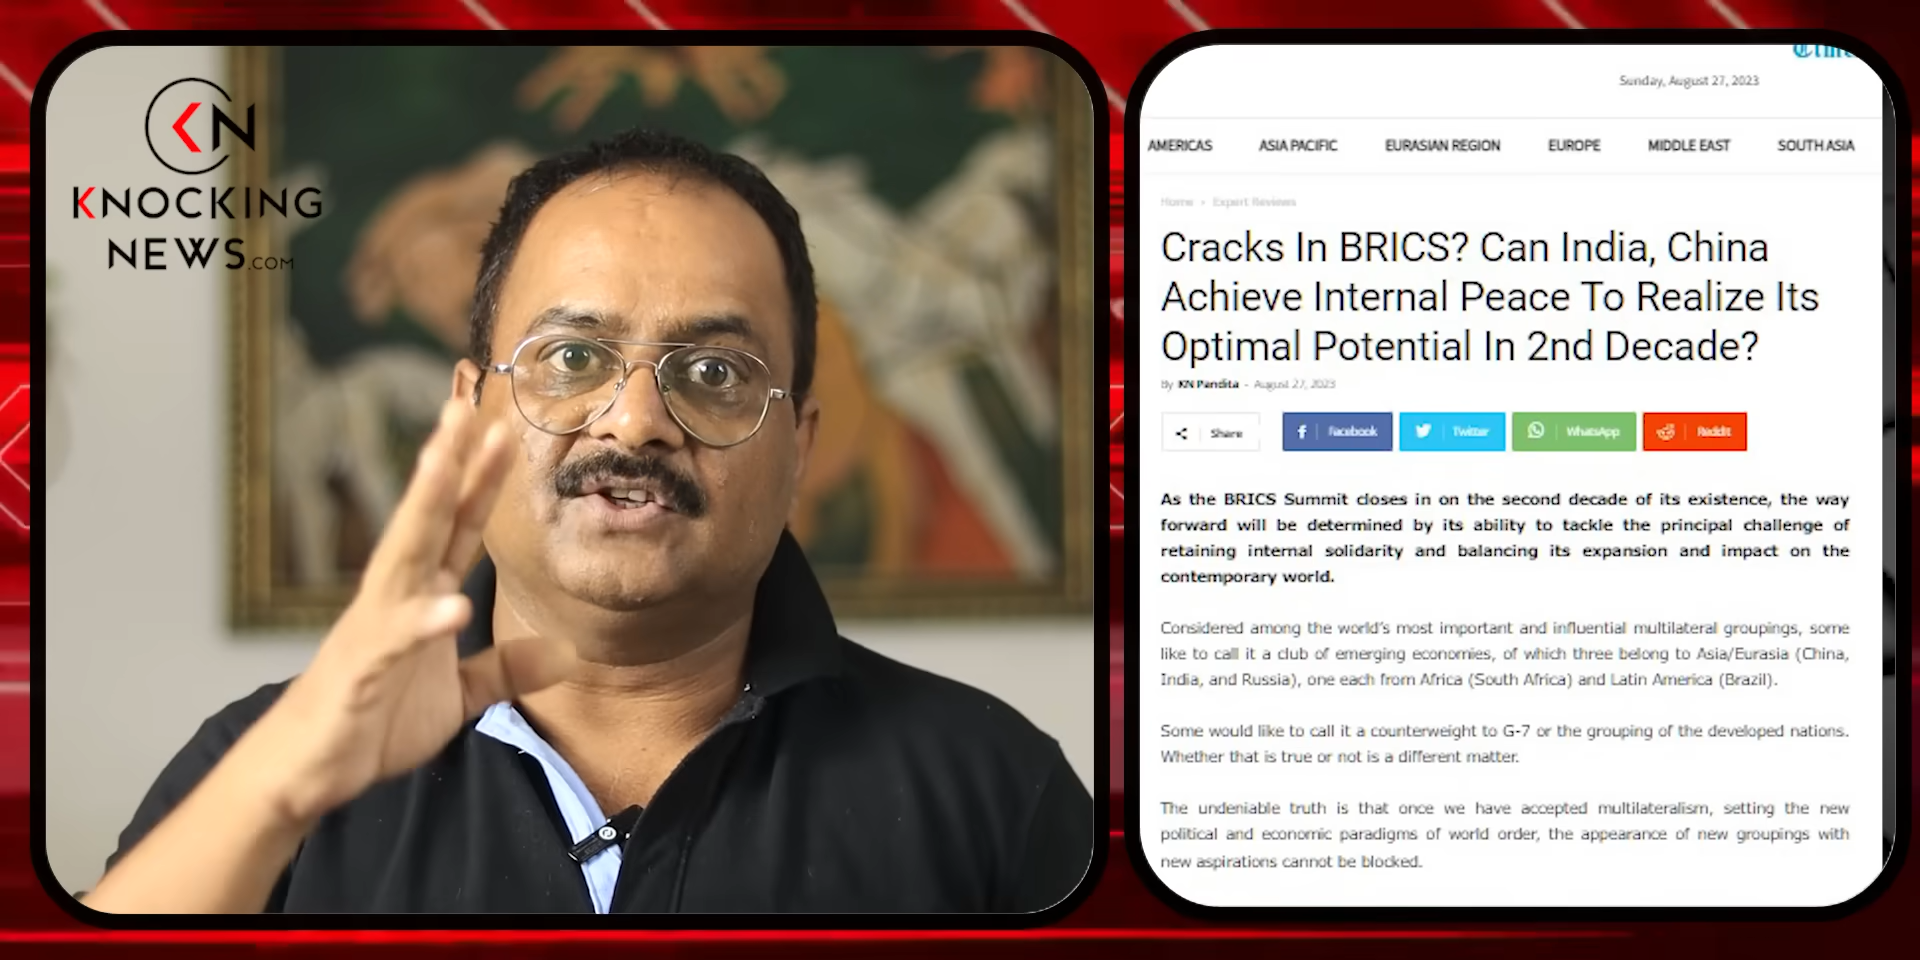 KN
KNOCKING
NEWS.COM
Sunday, August 27, 2023
AMERICAS ASIA PACIFIC EURASIAN REGION EUROPE MIDDLE EAST SOUTH ASIA
Home › Expert Reviews
Cracks In BRICS? Can India, China
Achieve Internal Peace To Realize Its
Optimal Potential In 2nd Decade?
By KN Pandita - August 27, 2023
Share Facebook Twitter WhatsApp ReddIt
As the BRICS Summit closes in on the second decade of its existence, the way
forward will be determined by its ability to tackle the principal challenge of
retaining internal solidarity and balancing its expansion and impact on the
contemporary world.
Considered among the world's most important and influential multilateral groupings, some
like to call it a club of emerging economies, of which three belong to Asia/Eurasia (China,
India, and Russia), one each from Africa (South Africa) and Latin America (Brazil).
Some would like to call it a counterweight to G-7 or the grouping of the developed nations.
Whether that is true or not is a different matter.
The undeniable truth is that once we have accepted multilateralism, setting the new
political and economic paradigms of world order, the appearance of new groupings with
new aspirations cannot be blocked.